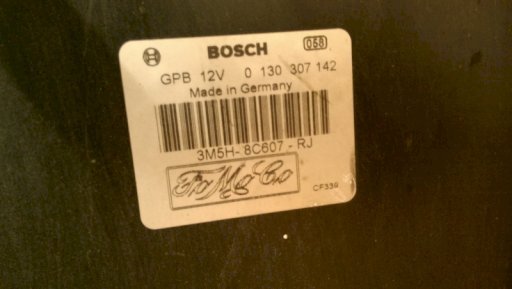 BOSCH 058
GPB 12V 0 130 307 142
Made in Germany
3M5H-8C607-RJ
FoMoCo
CF339